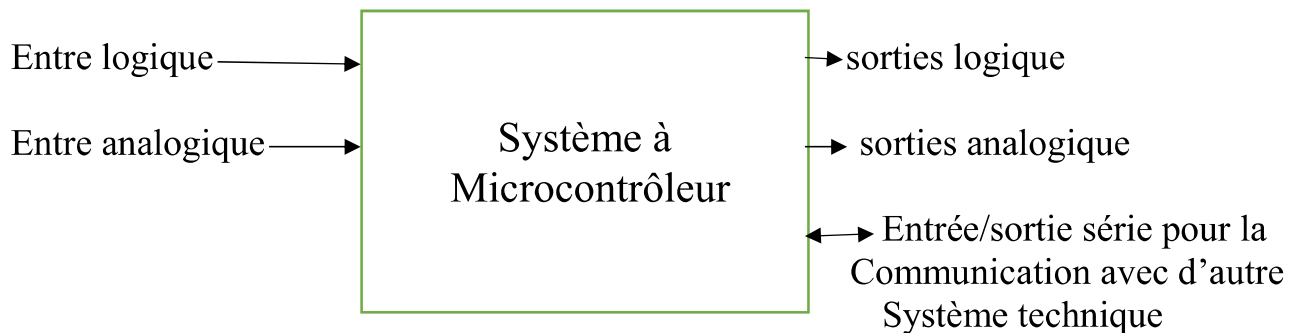 Entre logique
sorties logique
Entre analogique
sorties analogique
Système à
Microcontrôleur
Entrée/sortie série pour la
Communication avec d’autre
Système technique